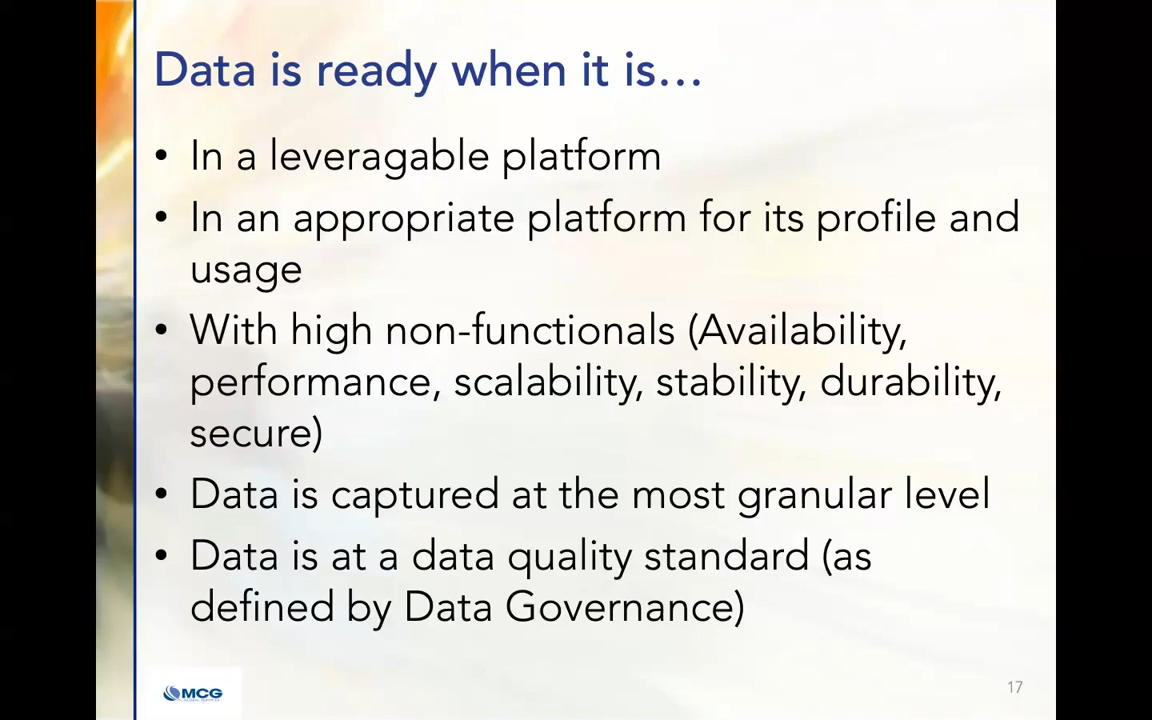 Data is ready when it is…
• In a leveragable platform
• In an appropriate platform for its profile and
usage
• With high non-functionals (Availability,
performance, scalability, stability, durability,
secure)
• Data is captured at the most granular level
• Data is at a data quality standard (as
defined by Data Governance)
MCG
17